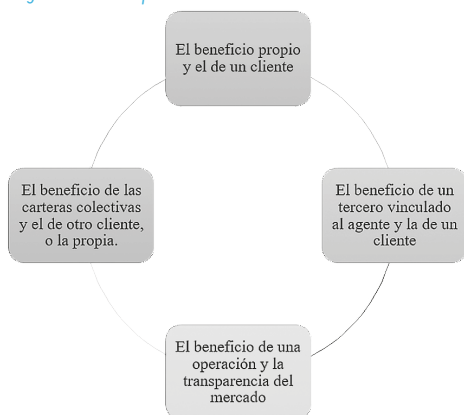 El beneficio propio
y el de un cliente
El beneficio de las
carteras colectivas
y el de otro cliente,
o la propia.
El beneficio de un
tercero vinculado
al agente y la de un
cliente
El beneficio de una
operación y la
transparencia del
mercado